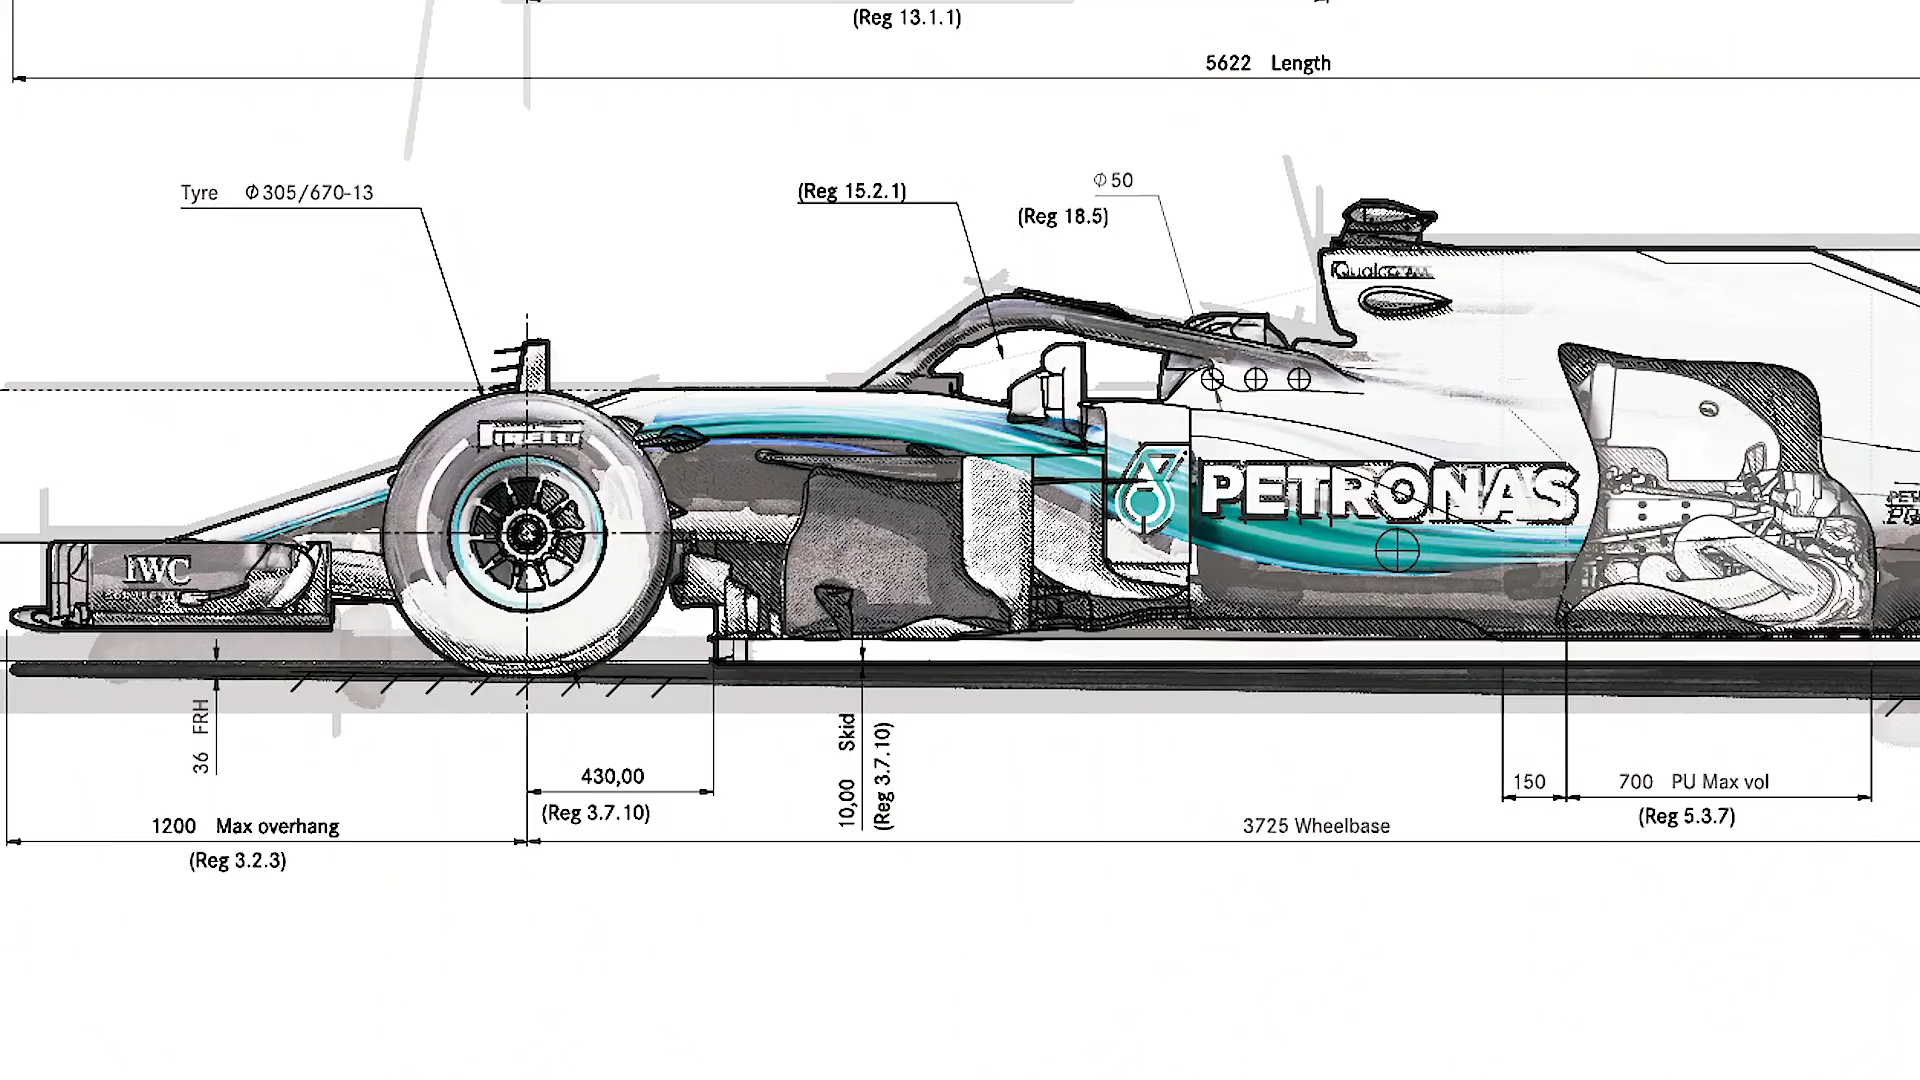 (Reg 13.1.1)
5622 Length
Tyre Φ305/670-13
(Reg 15.2.1)
Φ50
(Reg 18.5)
Qualcomm
PIRELLI
PETRONAS
IWC
36 FRH
10,00 Skid
(Reg 3.7.10)
430,00
(Reg 3.7.10)
150
700 PU Max vol
(Reg 5.3.7)
1200 Max overhang
(Reg 3.2.3)
3725 Wheelbase